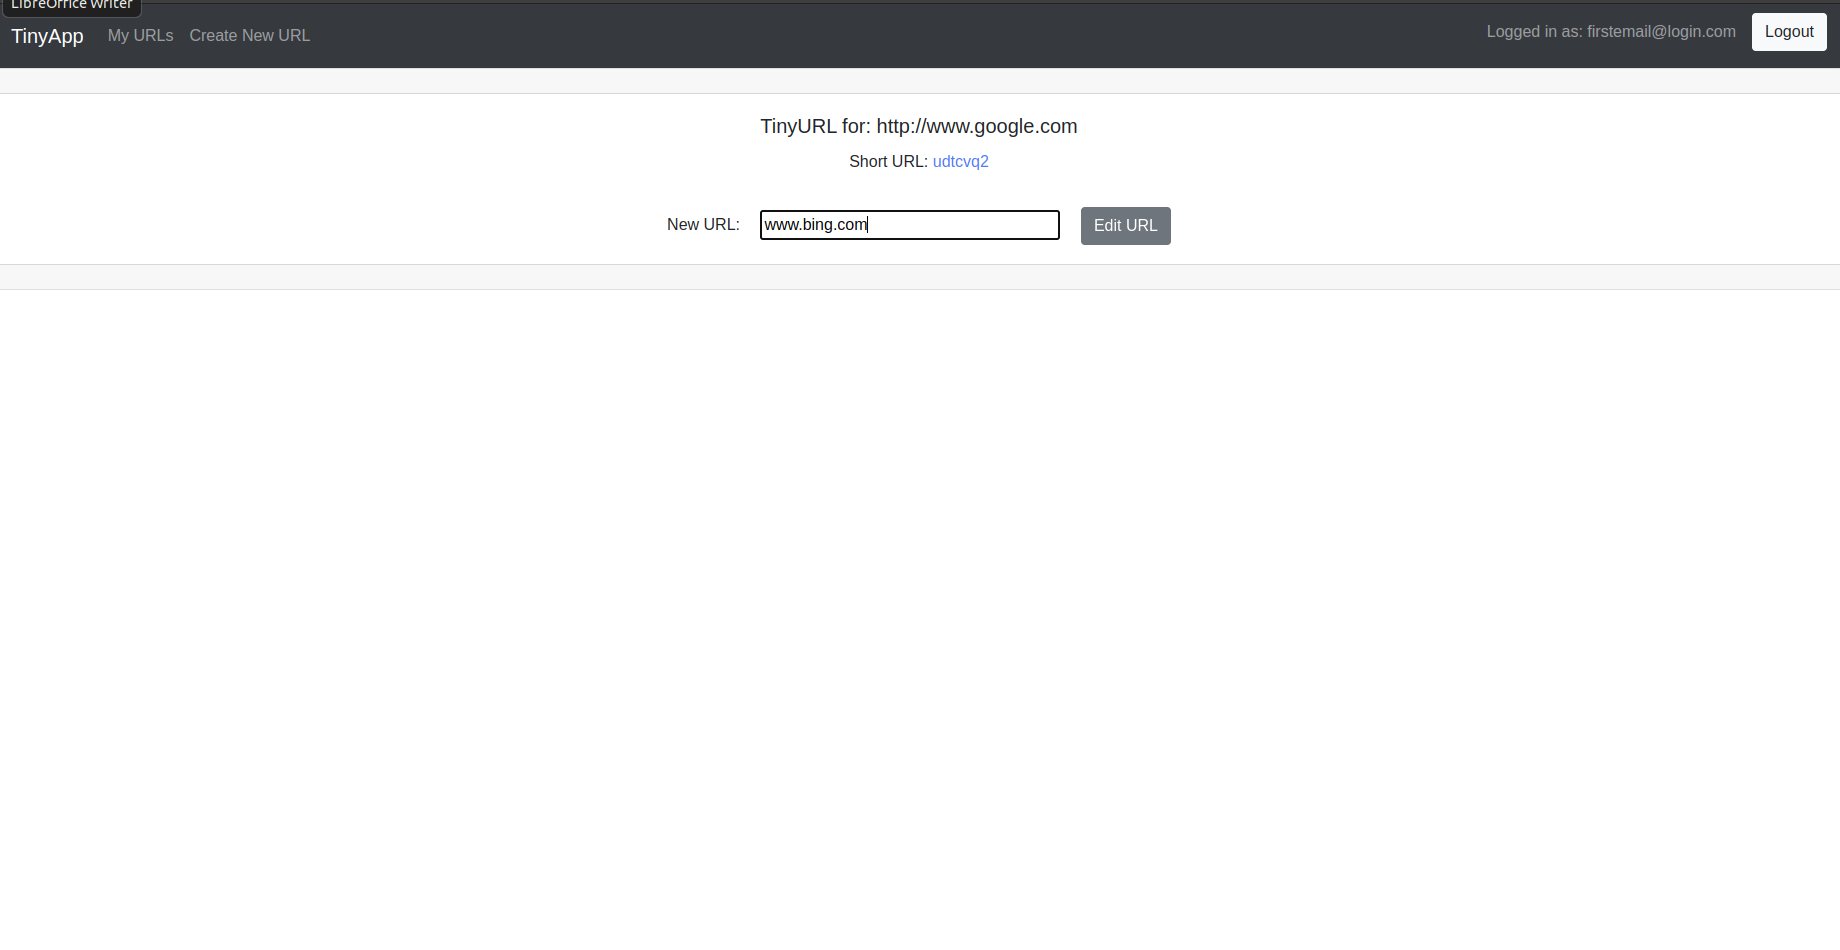 LibreOffice Writer
TinyApp My URLs Create New URL Logged in as: firstemail@login.com Logout
TinyURL for: http://www.google.com
Short URL: udtcvq2
New URL: www.bing.com Edit URL